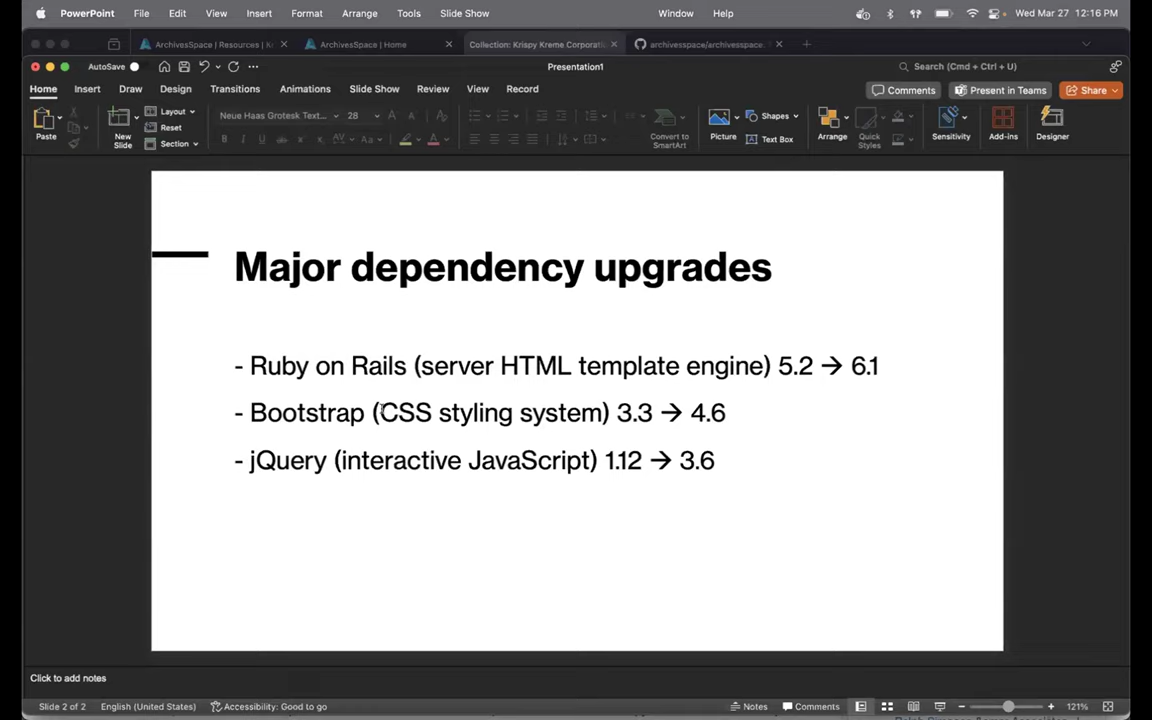 PowerPoint File Edit View Insert Format Arrange Tools Slide Show Window Help Wed Mar 27 12:16 PM
ArchivesSpace | Resources | K ArchivesSpace | Home Collection: Krispy Kreme Corporati archivesspace/archivesspace.
AutoSave Presentation1 Search (Cmd + Ctrl + U)
Home Insert Draw Design Transitions Animations Slide Show Review View Record Comments Present in Teams Share
Paste New Slide Layout Reset Section Neue Haas Grotesk Text... 28 Convert to SmartArt Picture Shapes Text Box Arrange Quick Styles Sensitivity Add-ins Designer
Major dependency upgrades
- Ruby on Rails (server HTML template engine) 5.2 → 6.1
- Bootstrap (CSS styling system) 3.3 → 4.6
- jQuery (interactive JavaScript) 1.12 → 3.6
Click to add notes
Slide 2 of 2 English (United States) Accessibility: Good to go Notes Comments 121%